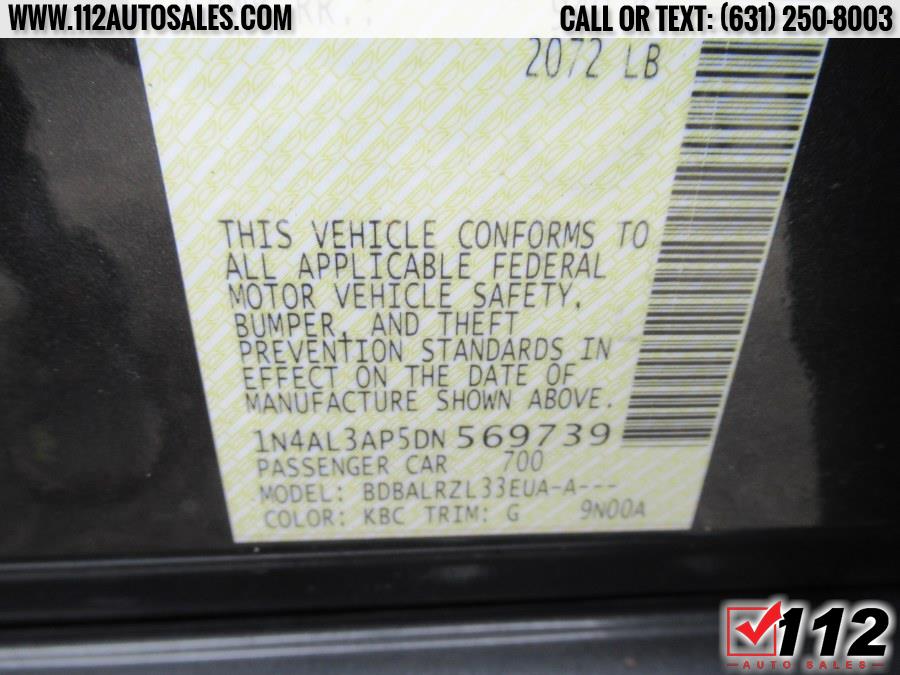 WWW.112AUTOSALES.COM
CALL OR TEXT: (631) 250-8003
2072 LB
THIS VEHICLE CONFORMS TO
ALL APPLICABLE FEDERAL
MOTOR VEHICLE SAFETY,
BUMPER, AND THEFT
PREVENTION STANDARDS IN
EFFECT ON THE DATE OF
MANUFACTURE SHOWN ABOVE.
1N4AL3AP5DN 569739
PASSENGER CAR 700
MODEL: BDBALRZL33EUA-A---
COLOR: KBC TRIM: G 9N00A
112
AUTO SALES